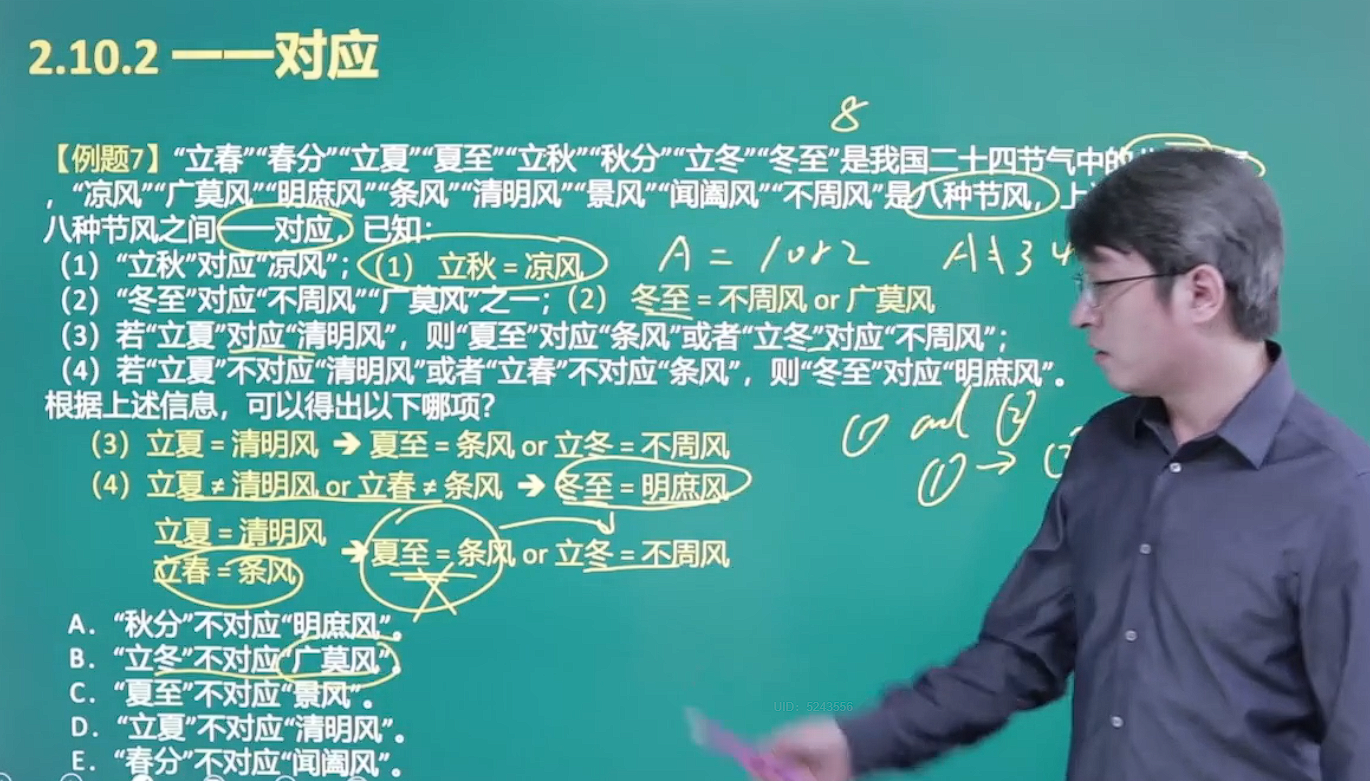 2.10.2 一一对应
8
【例题7】“立春”“春分”“立夏”“夏至”“立秋”“秋分”“立冬”“冬至”是我国二十四节气中的
，“凉风”“广莫风”“明庶风”“条风”“清明风”“景风”“闻阖风”“不周风”是八种节风，上
八种节风之间一一对应，已知：
（1）“立秋”对应“凉风”；（1） 立秋 = 凉风 A = 1 or 2 A
（2）“冬至”对应“不周风”“广莫风”之一；（2） 冬至 = 不周风 or 广莫风
（3）若“立夏”对应“清明风”，则“夏至”对应“条风”或者“立冬”对应“不周风”；
（4）若“立夏”不对应“清明风”或者“立春”不对应“条风”，则“冬至”对应“明庶风”。
根据上述信息，可以得出以下哪项？
① and ②
（3）立夏 = 清明风 ➔ 夏至 = 条风 or 立冬 = 不周风
（4）立夏 ≠ 清明风 or 立春 ≠ 条风 ➔ 冬至 = 明庶风
① →
立夏 = 清明风
➔ 夏至 = 条风 or 立冬 = 不周风
立春 = 条风
A. “秋分”不对应“明庶风”。
B. “立冬”不对应“广莫风”。
C. “夏至”不对应“景风”。
D. “立夏”不对应“清明风”。
E. “春分”不对应“闻阖风”。
UID: 5243556